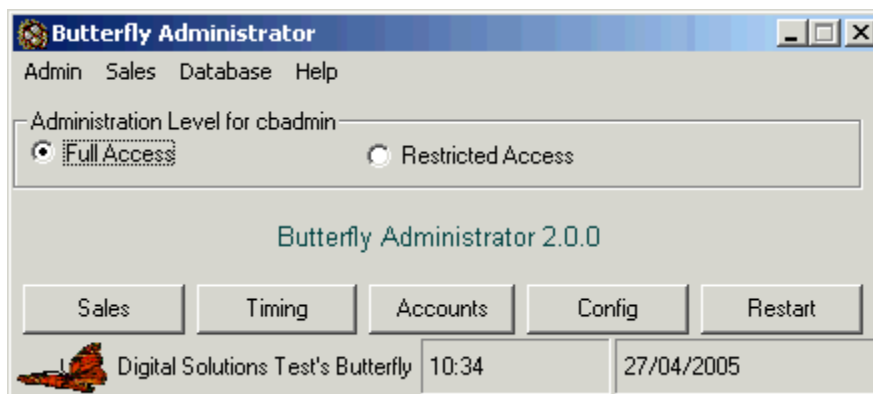 Butterfly Administrator
Admin Sales Database Help
Administration Level for cbadmin
Full Access Restricted Access
Butterfly Administrator 2.0.0
Sales Timing Accounts Config Restart
Digital Solutions Test's Butterfly 10:34 27/04/2005